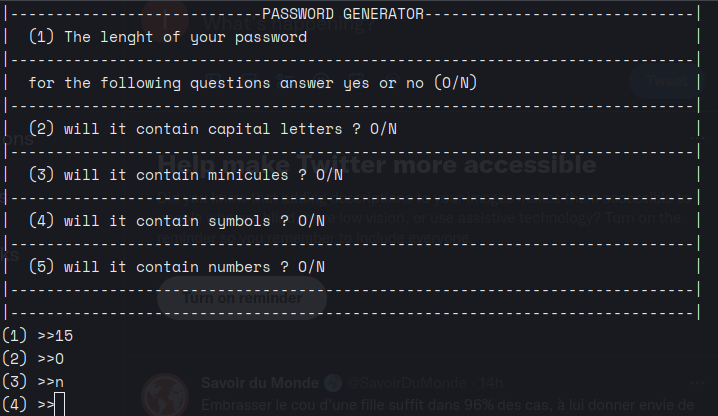 |----------------------------PASSWORD GENERATOR------------------------------|
| (1) The lenght of your password |
|----------------------------------------------------------------------------|
| for the following questions answer yes or no (O/N) |
|----------------------------------------------------------------------------|
| (2) will it contain capital letters ? O/N |
|----------------------------------------------------------------------------|
Help make Twitter more accessible
| (3) will it contain minicules ? O/N |
|----------------------------------------------------------------------------|
| (4) will it contain symbols ? O/N |
|----------------------------------------------------------------------------|
| (5) will it contain numbers ? O/N |
|----------------------------------------------------------------------------|
Turn on reminder
|----------------------------------------------------------------------------|
(1) >>15
(2) >>O
(3) >>n
Savoir du Monde @SavoirDuMonde · 14h
(4) >>
Embrasser le cou d'une fille suffit dans 96% des cas, à lui donner envie de